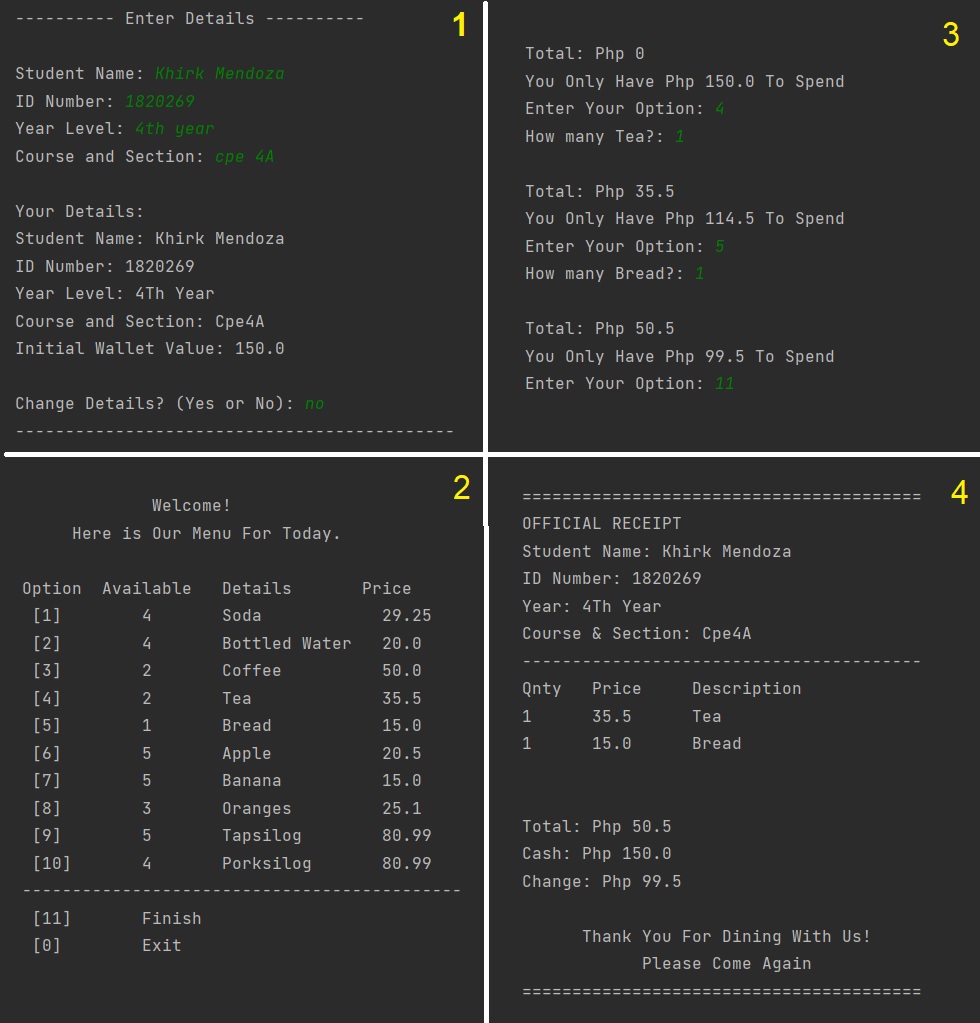 ---------- Enter Details ----------
1
Student Name: Khirk Mendoza
ID Number: 1820269
Year Level: 4th year
Course and Section: cpe 4A
Your Details:
Student Name: Khirk Mendoza
ID Number: 1820269
Year Level: 4Th Year
Course and Section: Cpe4A
Initial Wallet Value: 150.0
Change Details? (Yes or No): no
--------------------------------------------
2
Welcome!
Here is Our Menu For Today.
Option Available Details Price
[1] 4 Soda 29.25
[2] 4 Bottled Water 20.0
[3] 2 Coffee 50.0
[4] 2 Tea 35.5
[5] 1 Bread 15.0
[6] 5 Apple 20.5
[7] 5 Banana 15.0
[8] 3 Oranges 25.1
[9] 5 Tapsilog 80.99
[10] 4 Porksilog 80.99
--------------------------------------------
[11] Finish
[0] Exit
3
Total: Php 0
You Only Have Php 150.0 To Spend
Enter Your Option: 4
How many Tea?: 1
Total: Php 35.5
You Only Have Php 114.5 To Spend
Enter Your Option: 5
How many Bread?: 1
Total: Php 50.5
You Only Have Php 99.5 To Spend
Enter Your Option: 11
4
========================================
OFFICIAL RECEIPT
Student Name: Khirk Mendoza
ID Number: 1820269
Year: 4Th Year
Course & Section: Cpe4A
----------------------------------------
Qnty Price Description
1 35.5 Tea
1 15.0 Bread
Total: Php 50.5
Cash: Php 150.0
Change: Php 99.5
Thank You For Dining With Us!
Please Come Again
========================================